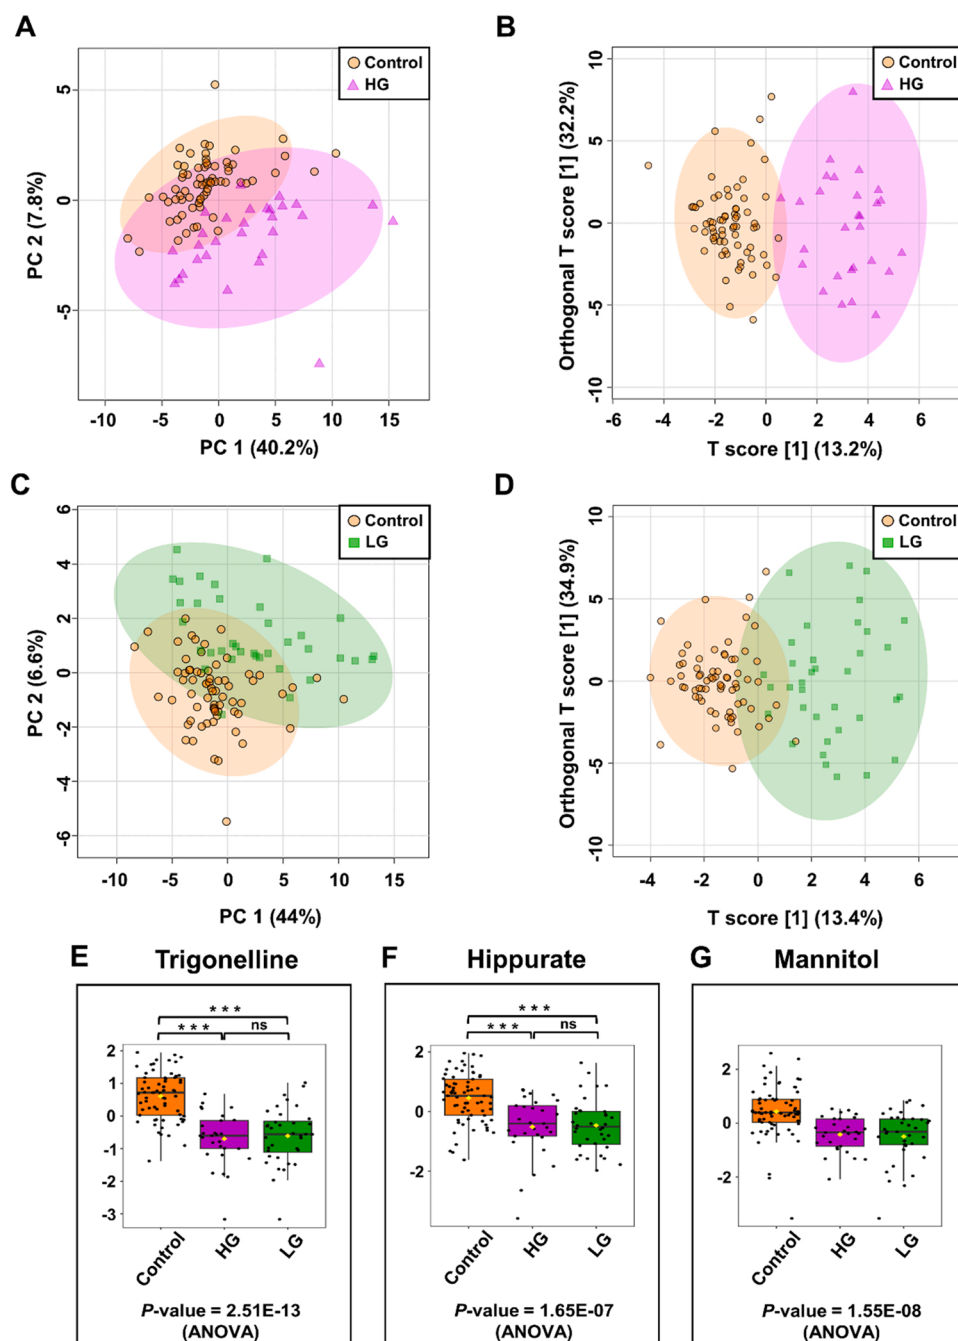 A
B
Control
HG
5
0
-5
-10
-5
0
5
10
15
PC 2 (7.8%)
PC 1 (40.2%)
Control
HG
10
5
0
-5
-10
-6
-4
-2
0
2
4
6
Orthogonal T score [1] (32.2%)
T score [1] (13.2%)
C
D
Control
LG
6
4
2
0
-2
-4
-6
-10
-5
0
5
10
15
PC 2 (6.6%)
PC 1 (44%)
Control
LG
10
5
0
-5
-10
-4
-2
0
2
4
6
Orthogonal T score [1] (34.9%)
T score [1] (13.4%)
E
Trigonelline
* * *
* * *
ns
2
1
0
-1
-2
-3
Control
HG
LG
P-value = 2.51E-13
(ANOVA)
F
Hippurate
* * *
* * *
ns
2
0
-2
Control
HG
LG
P-value = 1.65E-07
(ANOVA)
G
Mannitol
2
0
-2
Control
HG
LG
P-value = 1.55E-08
(ANOVA)